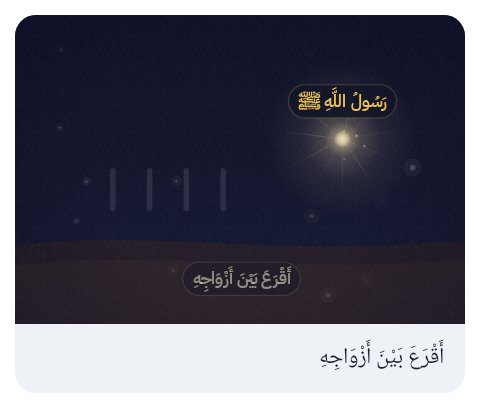 رَسُولُ اللَّهِ ﷺ
أَقْرَعَ بَيْنَ أَزْوَاجِهِ
أَقْرَعَ بَيْنَ أَزْوَاجِهِ